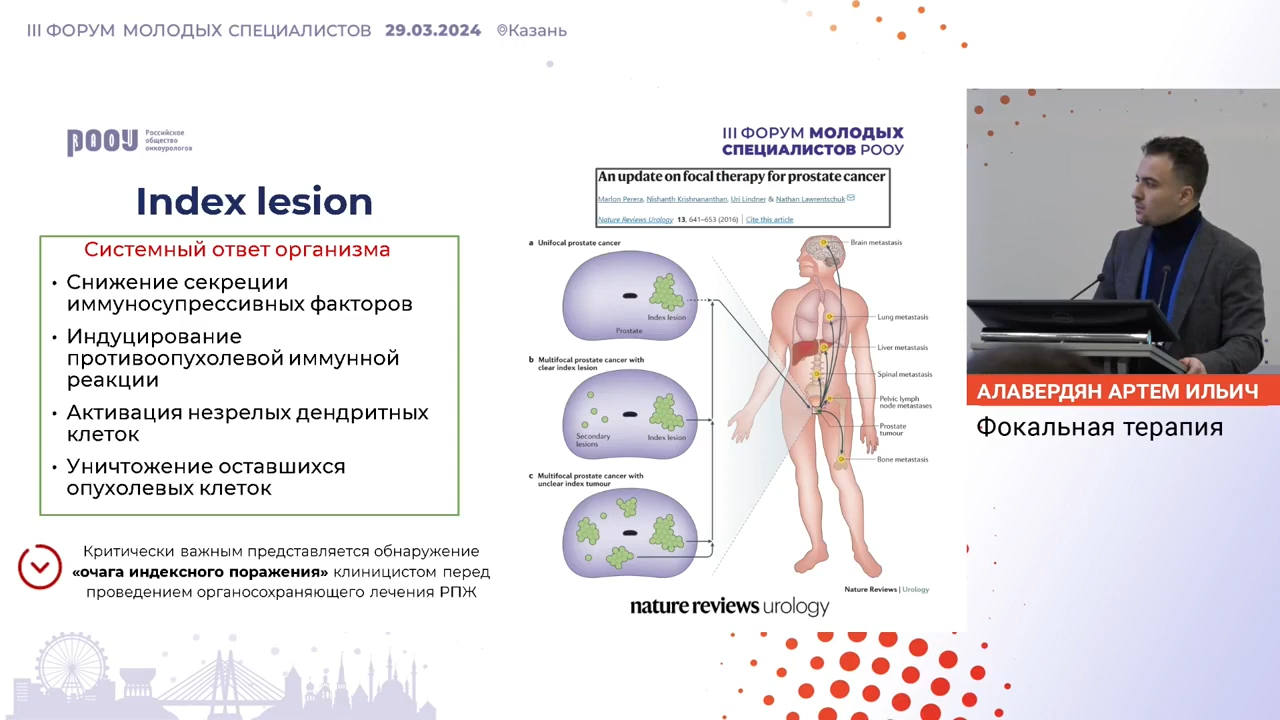 III ФОРУМ МОЛОДЫХ СПЕЦИАЛИСТОВ 29.03.2024 Казань
РООУ
Российское
общество
онкоурологов
Index lesion
Системный ответ организма
• Снижение секреции
иммуносупрессивных факторов
• Индуцирование
противоопухолевой иммунной
реакции
• Активация незрелых дендритных
клеток
• Уничтожение оставшихся
опухолевых клеток
Критически важным представляется обнаружение
«очага индексного поражения» клиницистом перед
проведением органосохраняющего лечения РПЖ
III ФОРУМ МОЛОДЫХ
СПЕЦИАЛИСТОВ РООУ
An update on focal therapy for prostate cancer
Marlon Perera, Nishanth Krishnananthan, Uri Lindner & Nathan Lawrentschuk
Nature Reviews Urology 13, 641–653 (2016) | Cite this article
a Unifocal prostate cancer
Index lesion
Prostate
b Multifocal prostate cancer with
clear index lesion
Secondary
lesions
Index lesion
c Multifocal prostate cancer with
unclear index tumour
Brain metastasis
Lung metastasis
Liver metastasis
Spinal metastasis
Pelvic lymph
node metastases
Prostate
tumour
Bone metastasis
Nature Reviews | Urology
nature reviews urology
АЛАВЕРДЯН АРТЕМ ИЛЬИЧ
Фокальная терапия